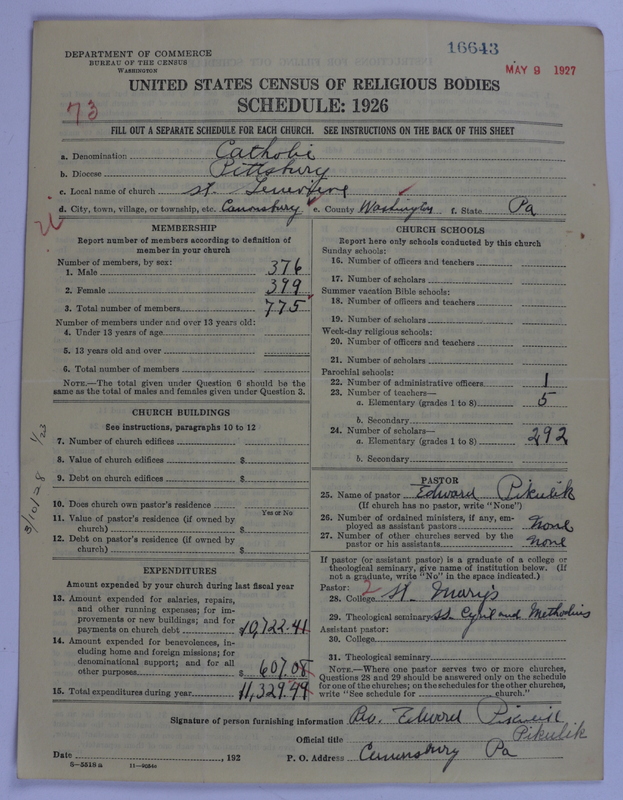 16643
DEPARTMENT OF COMMERCE
BUREAU OF THE CENSUS
WASHINGTON
MAY 9 1927
UNITED STATES CENSUS OF RELIGIOUS BODIES
SCHEDULE: 1926
73
FILL OUT A SEPARATE SCHEDULE FOR EACH CHURCH. SEE INSTRUCTIONS ON THE BACK OF THIS SHEET
a. Denomination Catholic
b. Diocese Pittsburg
c. Local name of church St. Genevieve
d. City, town, village, or township, etc. Canonsburg e. County Washington f. State Pa
MEMBERSHIP
Report number of members according to definition of
member in your church
Number of members, by sex:
1. Male 376
2. Female 399
3. Total number of members 775
Number of members under and over 13 years old:
4. Under 13 years of age
5. 13 years old and over
6. Total number of members
NOTE.—The total given under Question 6 should be the
same as the total of males and females given under Question 3.
CHURCH BUILDINGS
See instructions, paragraphs 10 to 12
7. Number of church edifices
8. Value of church edifices $
9. Debt on church edifices $
10. Does church own pastor's residence
Yes or No
11. Value of pastor's residence (if owned by
church) $
12. Debt on pastor's residence (if owned by
church) $
EXPENDITURES
Amount expended by your church during last fiscal year
13. Amount expended for salaries, repairs,
and other running expenses; for im-
provements or new buildings; and for
payments on church debt $10,722.41
14. Amount expended for benevolences, in-
cluding home and foreign missions; for
denominational support; and for all
other purposes $ 607.08
15. Total expenditures during year 11,329.49
CHURCH SCHOOLS
Report here only schools conducted by this church
Sunday schools:
16. Number of officers and teachers
17. Number of scholars
Summer vacation Bible schools:
18. Number of officers and teachers
19. Number of scholars
Week-day religious schools:
20. Number of officers and teachers
21. Number of scholars
Parochial schools:
22. Number of administrative officers 1
23. Number of teachers—
a. Elementary (grades 1 to 8) 5
b. Secondary
24. Number of scholars—
a. Elementary (grades 1 to 8) 292
b. Secondary
PASTOR
25. Name of pastor Edward Pikulik
(If church has no pastor, write "None")
26. Number of ordained ministers, if any, em-
ployed as assistant pastors None
27. Number of other churches served by the
pastor or his assistants None
If pastor (or assistant pastor) is a graduate of a college or
theological seminary, give name of institution below. (If
not a graduate, write "No" in the space indicated.)
Pastor: 2
28. College St. Mary's
29. Theological seminary SS. Cyril and Methodius
Assistant pastor:
30. College
31. Theological seminary
NOTE.—Where one pastor serves two or more churches,
Questions 28 and 29 should be answered only on the schedule
for one of the churches; on the schedules for the other churches,
write "See schedule for church."
Signature of person furnishing information Rev. Edward Pikulik
Pikulik
Official title
Date , 192 P. O. Address Canonsburg Pa
8—5518a 11—9054